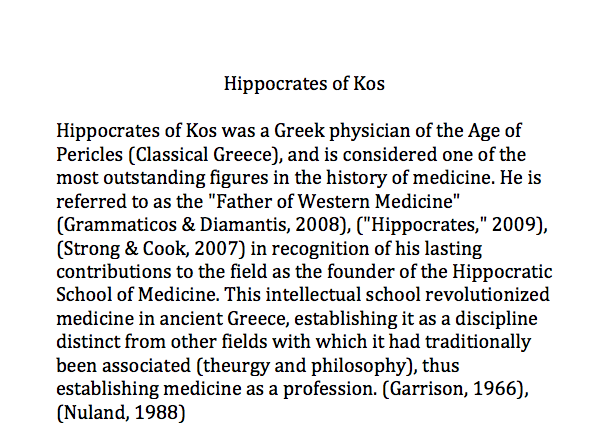 Hippocrates of Kos
Hippocrates of Kos was a Greek physician of the Age of
Pericles (Classical Greece), and is considered one of the
most outstanding figures in the history of medicine. He is
referred to as the "Father of Western Medicine"
(Grammaticos & Diamantis, 2008), ("Hippocrates," 2009),
(Strong & Cook, 2007) in recognition of his lasting
contributions to the field as the founder of the Hippocratic
School of Medicine. This intellectual school revolutionized
medicine in ancient Greece, establishing it as a discipline
distinct from other fields with which it had traditionally
been associated (theurgy and philosophy), thus
establishing medicine as a profession. (Garrison, 1966),
(Nuland, 1988)